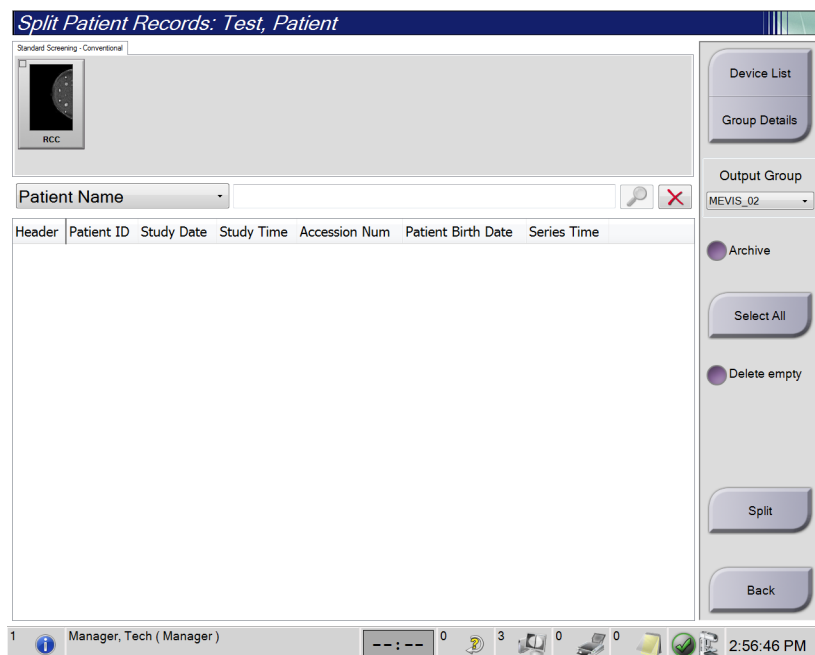 Split Patient Records: Test, Patient
Standard Screening - Conventional
RCC
Patient Name
Header Patient ID Study Date Study Time Accession Num Patient Birth Date Series Time
Device List
Group Details
Output Group
MEVIS_02
Archive
Select All
Delete empty
Split
Back
1 Manager, Tech ( Manager ) --:-- 0 3 0 0 2:56:46 PM